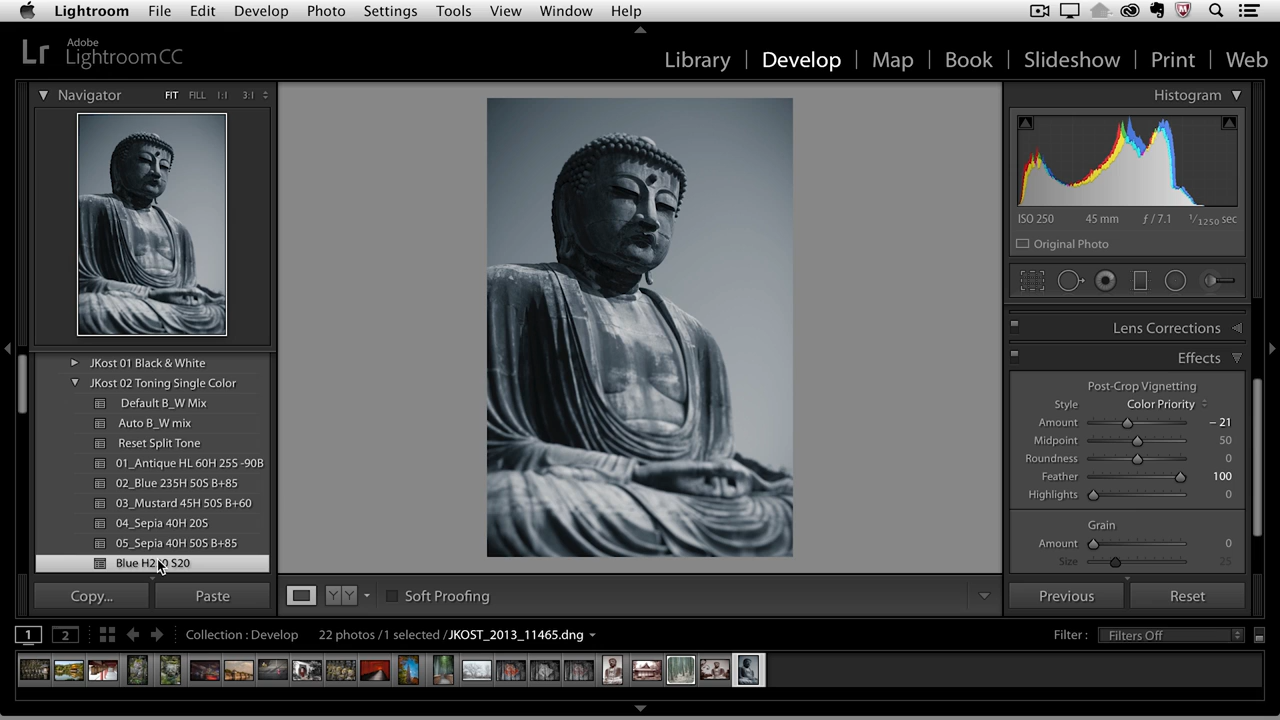 Lightroom File Edit Develop Photo Settings Tools View Window Help
Lr Adobe
Lightroom CC
Library | Develop | Map | Book | Slideshow | Print | Web
Navigator FIT FILL 1:1 3:1
JKost 01 Black & White
JKost 02 Toning Single Color
Default B_W Mix
Auto B_W mix
Reset Split Tone
01_Antique HL 60H 25S -90B
02_Blue 235H 50S B+85
03_Mustard 45H 50S B+60
04_Sepia 40H 20S
05_Sepia 40H 50S B+85
Blue S20
Copy... Paste
YY Soft Proofing
Histogram
ISO 250 45 mm ƒ / 7.1 1/1250 sec
Original Photo
Lens Corrections
Effects
Post-Crop Vignetting
Style Color Priority
Amount – 21
Midpoint 50
Roundness 0
Feather 100
Highlights 0
Grain
Amount 0
Size 25
Previous Reset
1 2 Collection : Develop 22 photos / 1 selected / JKOST_2013_11465.dng Filter : Filters Off